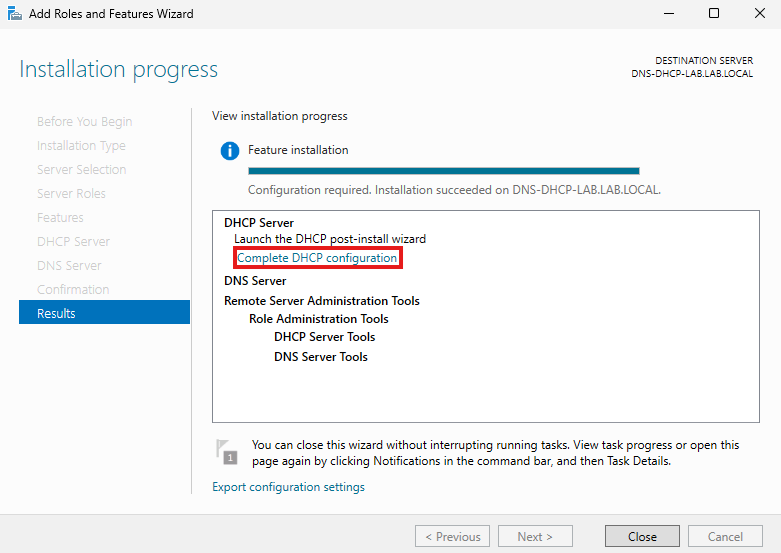 Add Roles and Features Wizard
Installation progress
DESTINATION SERVER
DNS-DHCP-LAB.LAB.LOCAL
Before You Begin
Installation Type
Server Selection
Server Roles
Features
DHCP Server
DNS Server
Confirmation
Results
View installation progress
Feature installation
Configuration required. Installation succeeded on DNS-DHCP-LAB.LAB.LOCAL.
DHCP Server
Launch the DHCP post-install wizard
Complete DHCP configuration
DNS Server
Remote Server Administration Tools
Role Administration Tools
DHCP Server Tools
DNS Server Tools
1
You can close this wizard without interrupting running tasks. View task progress or open this
page again by clicking Notifications in the command bar, and then Task Details.
Export configuration settings
< Previous
Next >
Close
Cancel